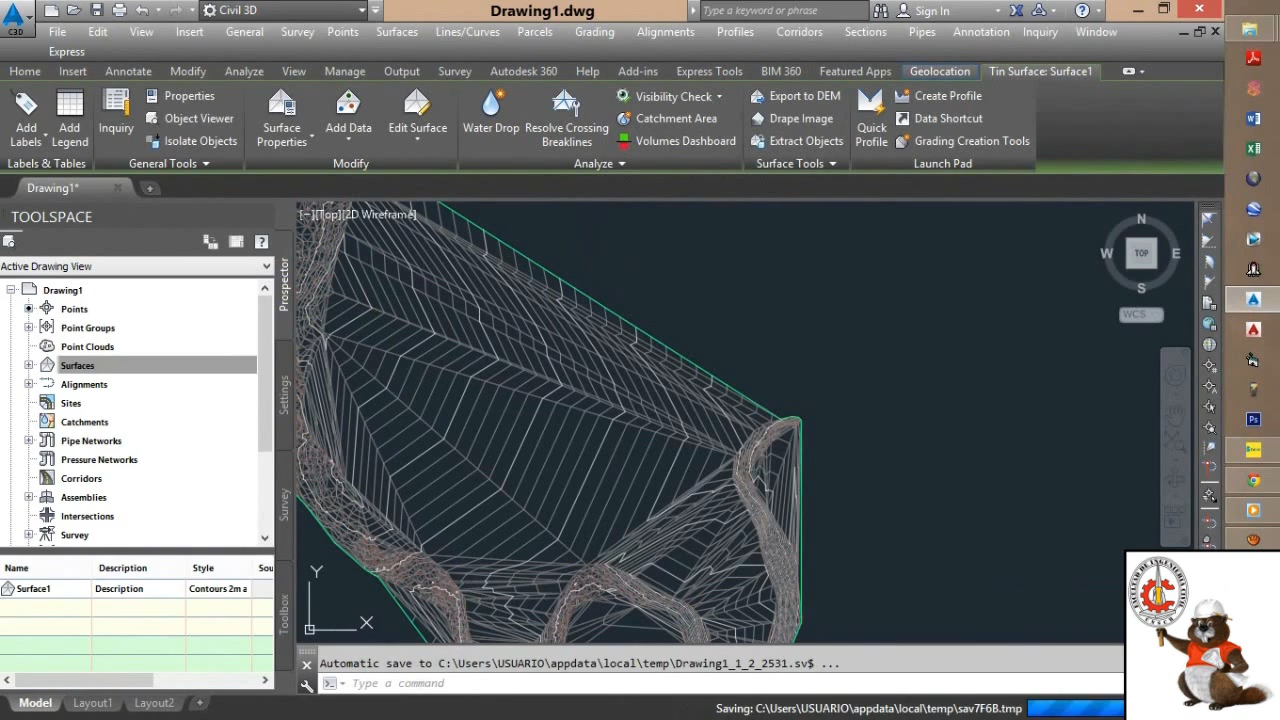 Civil 3D
Drawing1.dwg
Type a keyword or phrase
Sign In
C3D
File Edit View Insert General Survey Points Surfaces Lines/Curves Parcels Grading Alignments Profiles Corridors Sections Pipes Annotation Inquiry Window
Express
Home Insert Annotate Modify Analyze View Manage Output Survey Autodesk 360 Help Add-ins Express Tools BIM 360 Featured Apps Geolocation Tin Surface: Surface1
Properties
Object Viewer
Isolate Objects
Visibility Check
Catchment Area
Volumes Dashboard
Export to DEM
Drape Image
Extract Objects
Create Profile
Data Shortcut
Grading Creation Tools
Add Labels
Add Legend
Inquiry
Surface Properties
Add Data
Edit Surface
Water Drop
Resolve Crossing Breaklines
Quick Profile
Labels & Tables General Tools Modify Analyze Surface Tools Launch Pad
Drawing1*
TOOLSPACE
[−][Top][2D Wireframe]
N
W TOP E
S
WCS
Active Drawing View
Drawing1
Points
Point Groups
Point Clouds
Surfaces
Alignments
Sites
Catchments
Pipe Networks
Pressure Networks
Corridors
Assemblies
Intersections
Survey
Prospector
Settings
Survey
Toolbox
Name Description Style Sou
Surface1 Description Contours 2m a
Y
X
Automatic save to C:\Users\USUARIO\appdata\local\temp\Drawing1_1_2_2531.sv$ ...
Type a command
Model Layout1 Layout2 +
Saving: C:\Users\USUARIO\appdata\local\temp\sav7F6B.tmp
Ps